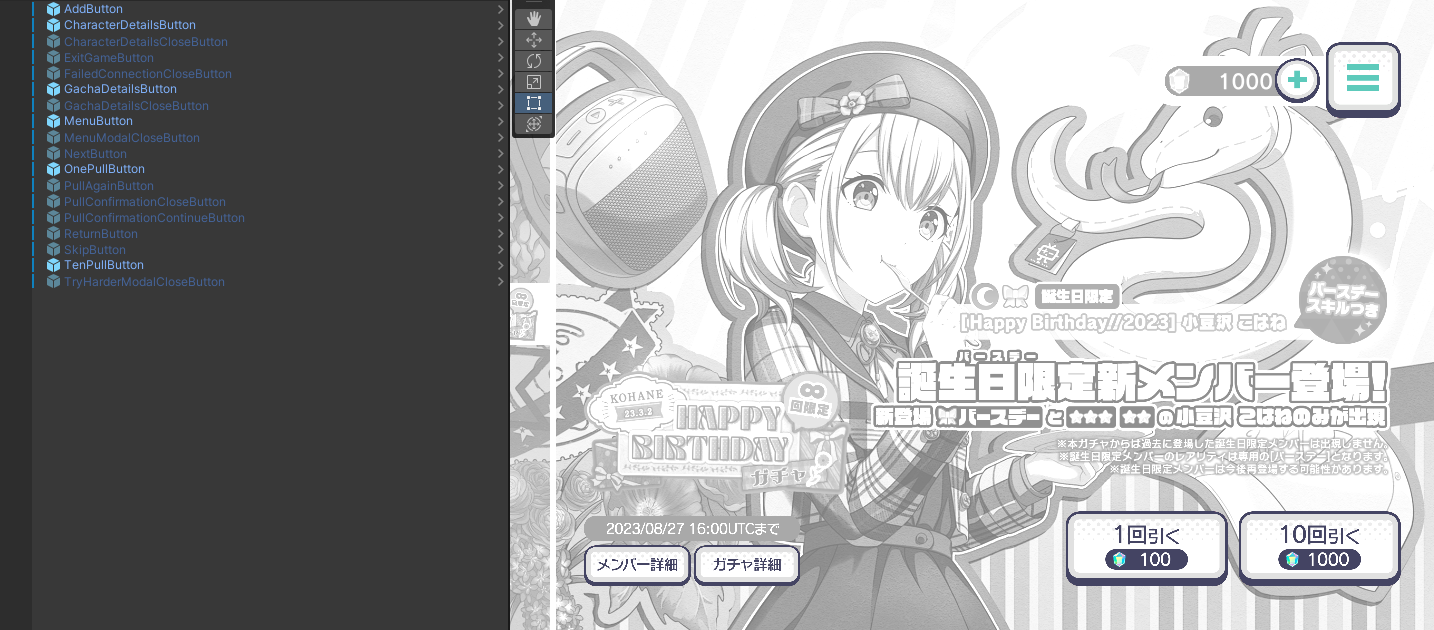 AddButton
CharacterDetailsButton
CharacterDetailsCloseButton
ExitGameButton
FailedConnectionCloseButton
GachaDetailsButton
GachaDetailsCloseButton
MenuButton
MenuModalCloseButton
NextButton
OnePullButton
PullAgainButton
PullConfirmationCloseButton
PullConfirmationContinueButton
ReturnButton
SkipButton
TenPullButton
TryHarderModalCloseButton
1000
バースデー
スキルつき
誕生日限定
[Happy Birthday//2023] 小豆沢 こはね
バースデー
誕生日限定新メンバー登場!
新登場 バースデー と ★★★ ★★ の 小豆沢 こはねのみが出現
※本ガチャからは過去に登場した誕生日限定メンバーは出現しません。
※誕生日限定メンバーのレアリティは専用の[バースデー]となります。
※誕生日限定メンバーは今後再登場する可能性があります。
KOHANE
23.3.2
HAPPY
BIRTHDAY
ガチャ
∞
回限定
2023/08/27 16:00UTCまで
メンバー詳細
ガチャ詳細
1回引く
100
10回引く
1000